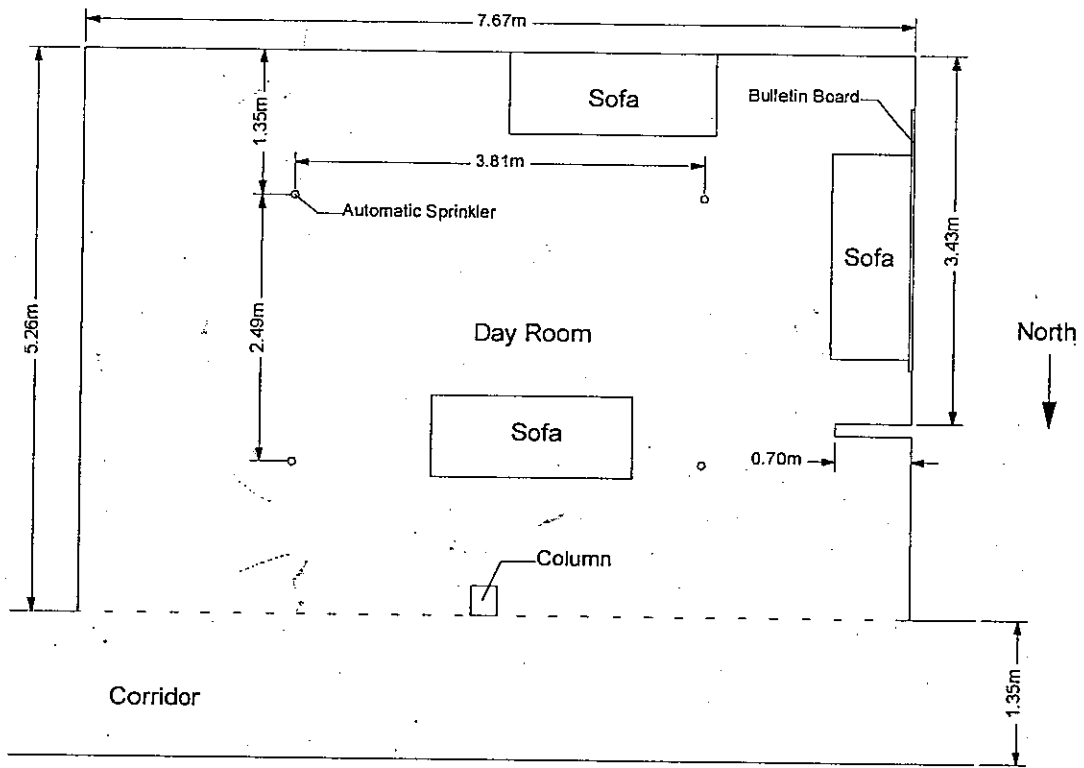 7.67m
Sofa
Bulletin Board
1.35m
3.81m
Automatic Sprinkler
Sofa
3.43m
5.26m
2.49m
Day Room
North
Sofa
0.70m
Column
Corridor
1.35m